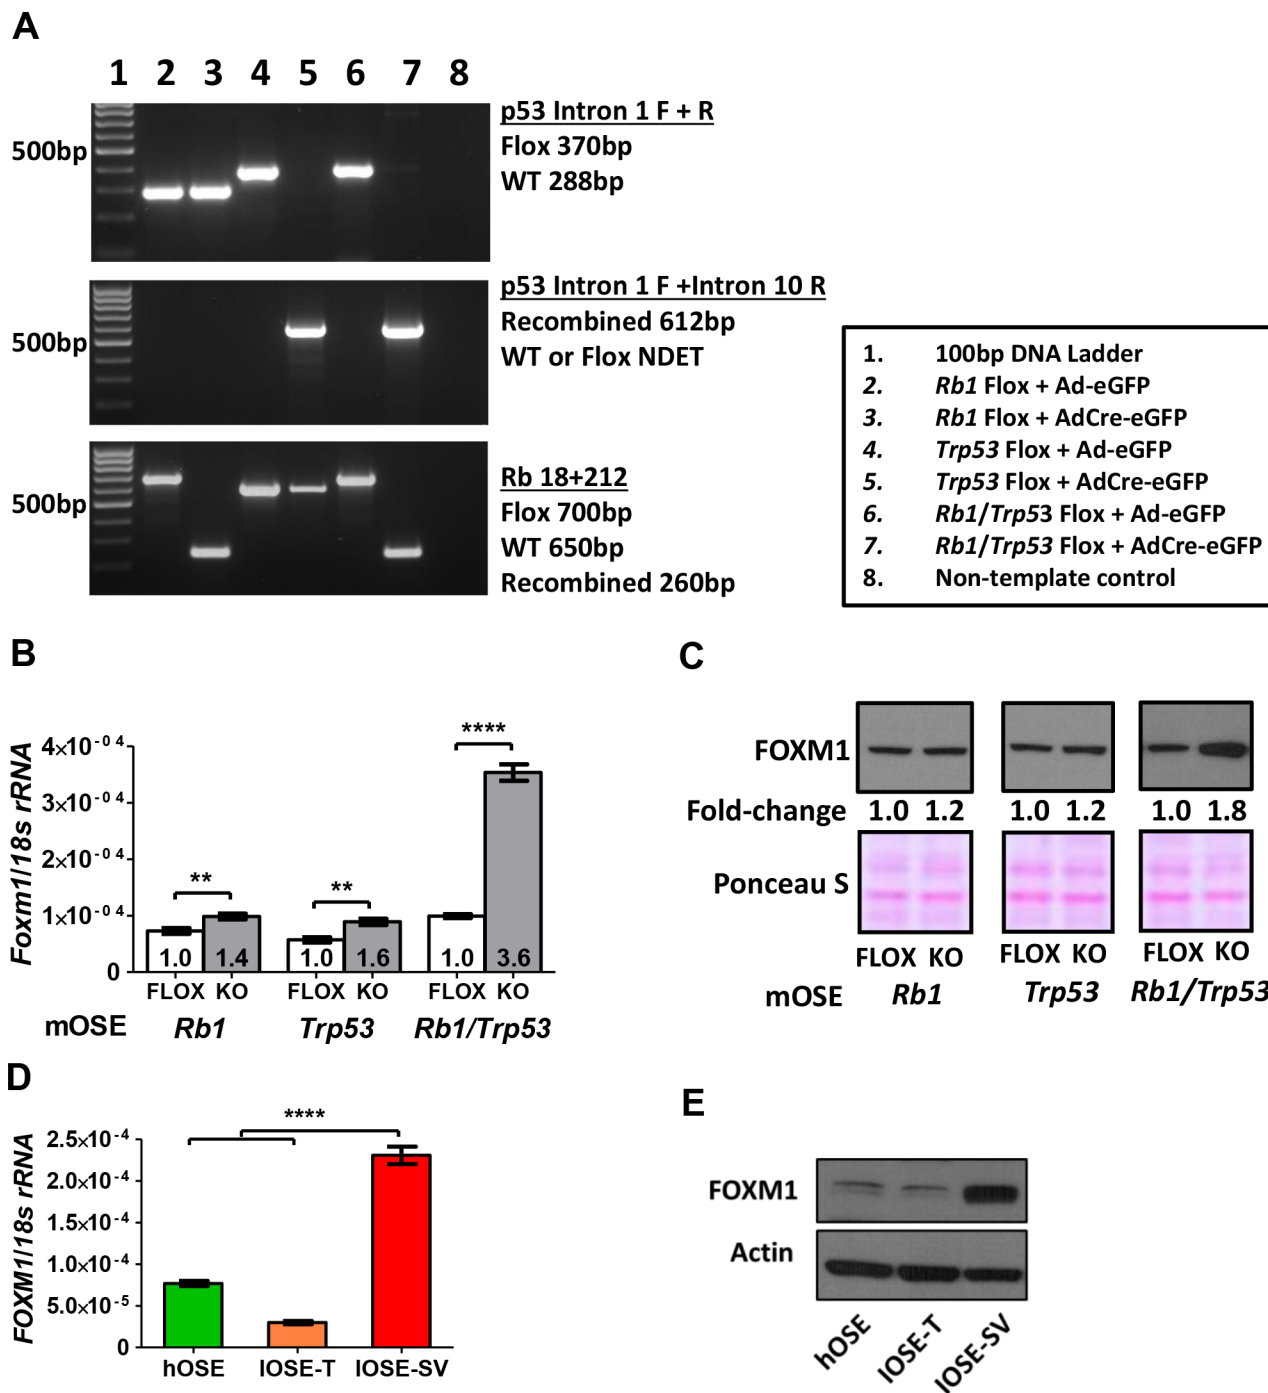 A
1 2 3 4 5 6 7 8
500bp
p53 Intron 1 F + R
Flox 370bp
WT 288bp
500bp
p53 Intron 1 F +Intron 10 R
Recombined 612bp
WT or Flox NDET
500bp
Rb 18+212
Flox 700bp
WT 650bp
Recombined 260bp
1. 100bp DNA Ladder
2. Rb1 Flox + Ad-eGFP
3. Rb1 Flox + AdCre-eGFP
4. Trp53 Flox + Ad-eGFP
5. Trp53 Flox + AdCre-eGFP
6. Rb1/Trp53 Flox + Ad-eGFP
7. Rb1/Trp53 Flox + AdCre-eGFP
8. Non-template control
B
Foxm1/18s rRNA
4×10-04
3×10-04
2×10-04
1×10-04
0
** ** ****
1.0 1.4 1.0 1.6 1.0 3.6
FLOX KO FLOX KO FLOX KO
mOSE Rb1 Trp53 Rb1/Trp53
C
FOXM1
Fold-change 1.0 1.2 1.0 1.2 1.0 1.8
Ponceau S
FLOX KO FLOX KO FLOX KO
mOSE Rb1 Trp53 Rb1/Trp53
D
FOXM1/18s rRNA
****
2.5×10-4
2.0×10-4
1.5×10-4
1.0×10-4
5.0×10-5
0
hOSE IOSE-T IOSE-SV
E
FOXM1
Actin
hOSE IOSE-T IOSE-SV